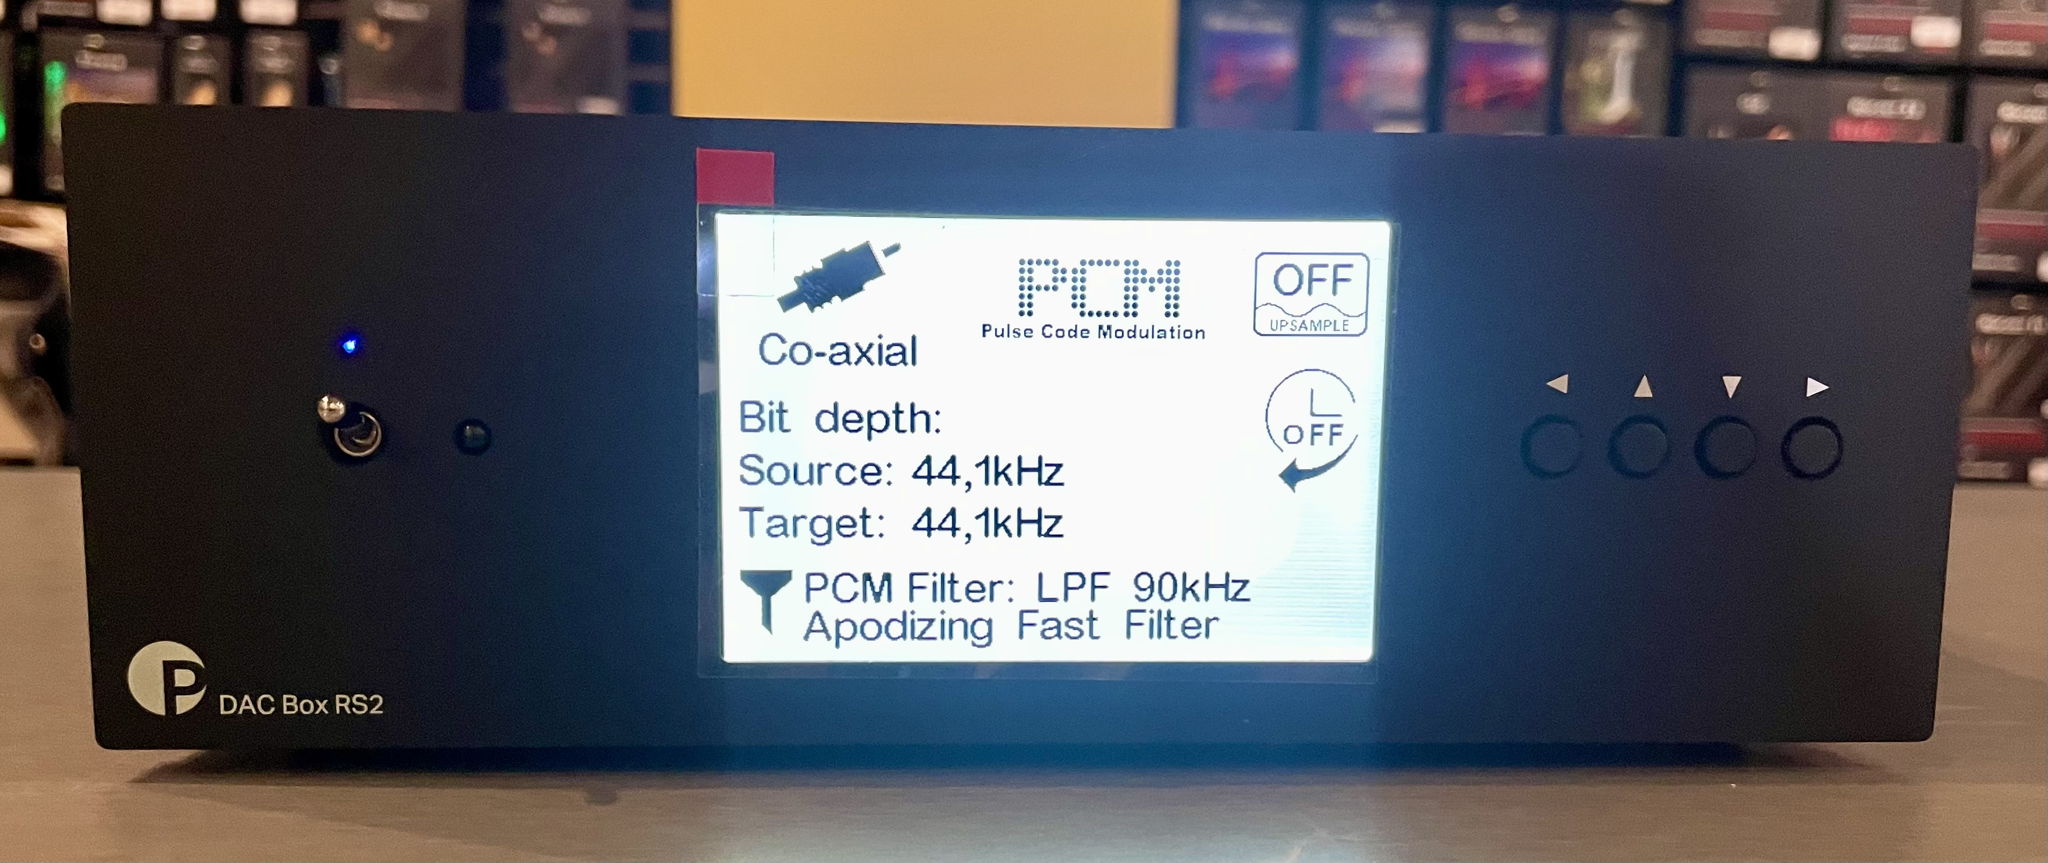 Co-axial
PCM
Pulse Code Modulation
OFF
UPSAMPLE
Bit depth:
Source: 44,1kHz
Target: 44,1kHz
OFF
PCM Filter: LPF 90kHz
Apodizing Fast Filter
P DAC Box RS2